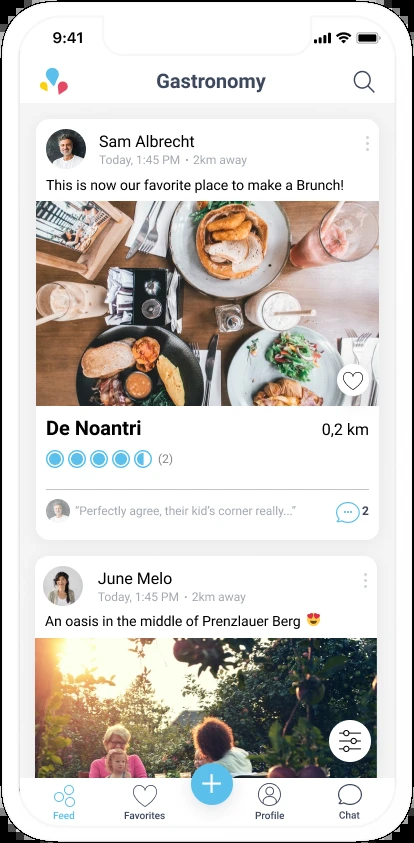 9:41
Gastronomy
Sam Albrecht
Today, 1:45 PM • 2km away
This is now our favorite place to make a Brunch!
De Noantri
0,2 km
(2)
“Perfectly agree, their kid’s corner really...”
2
June Melo
Today, 1:45 PM • 2km away
An oasis in the middle of Prenzlauer Berg 😍
Feed
Favorites
Profile
Chat